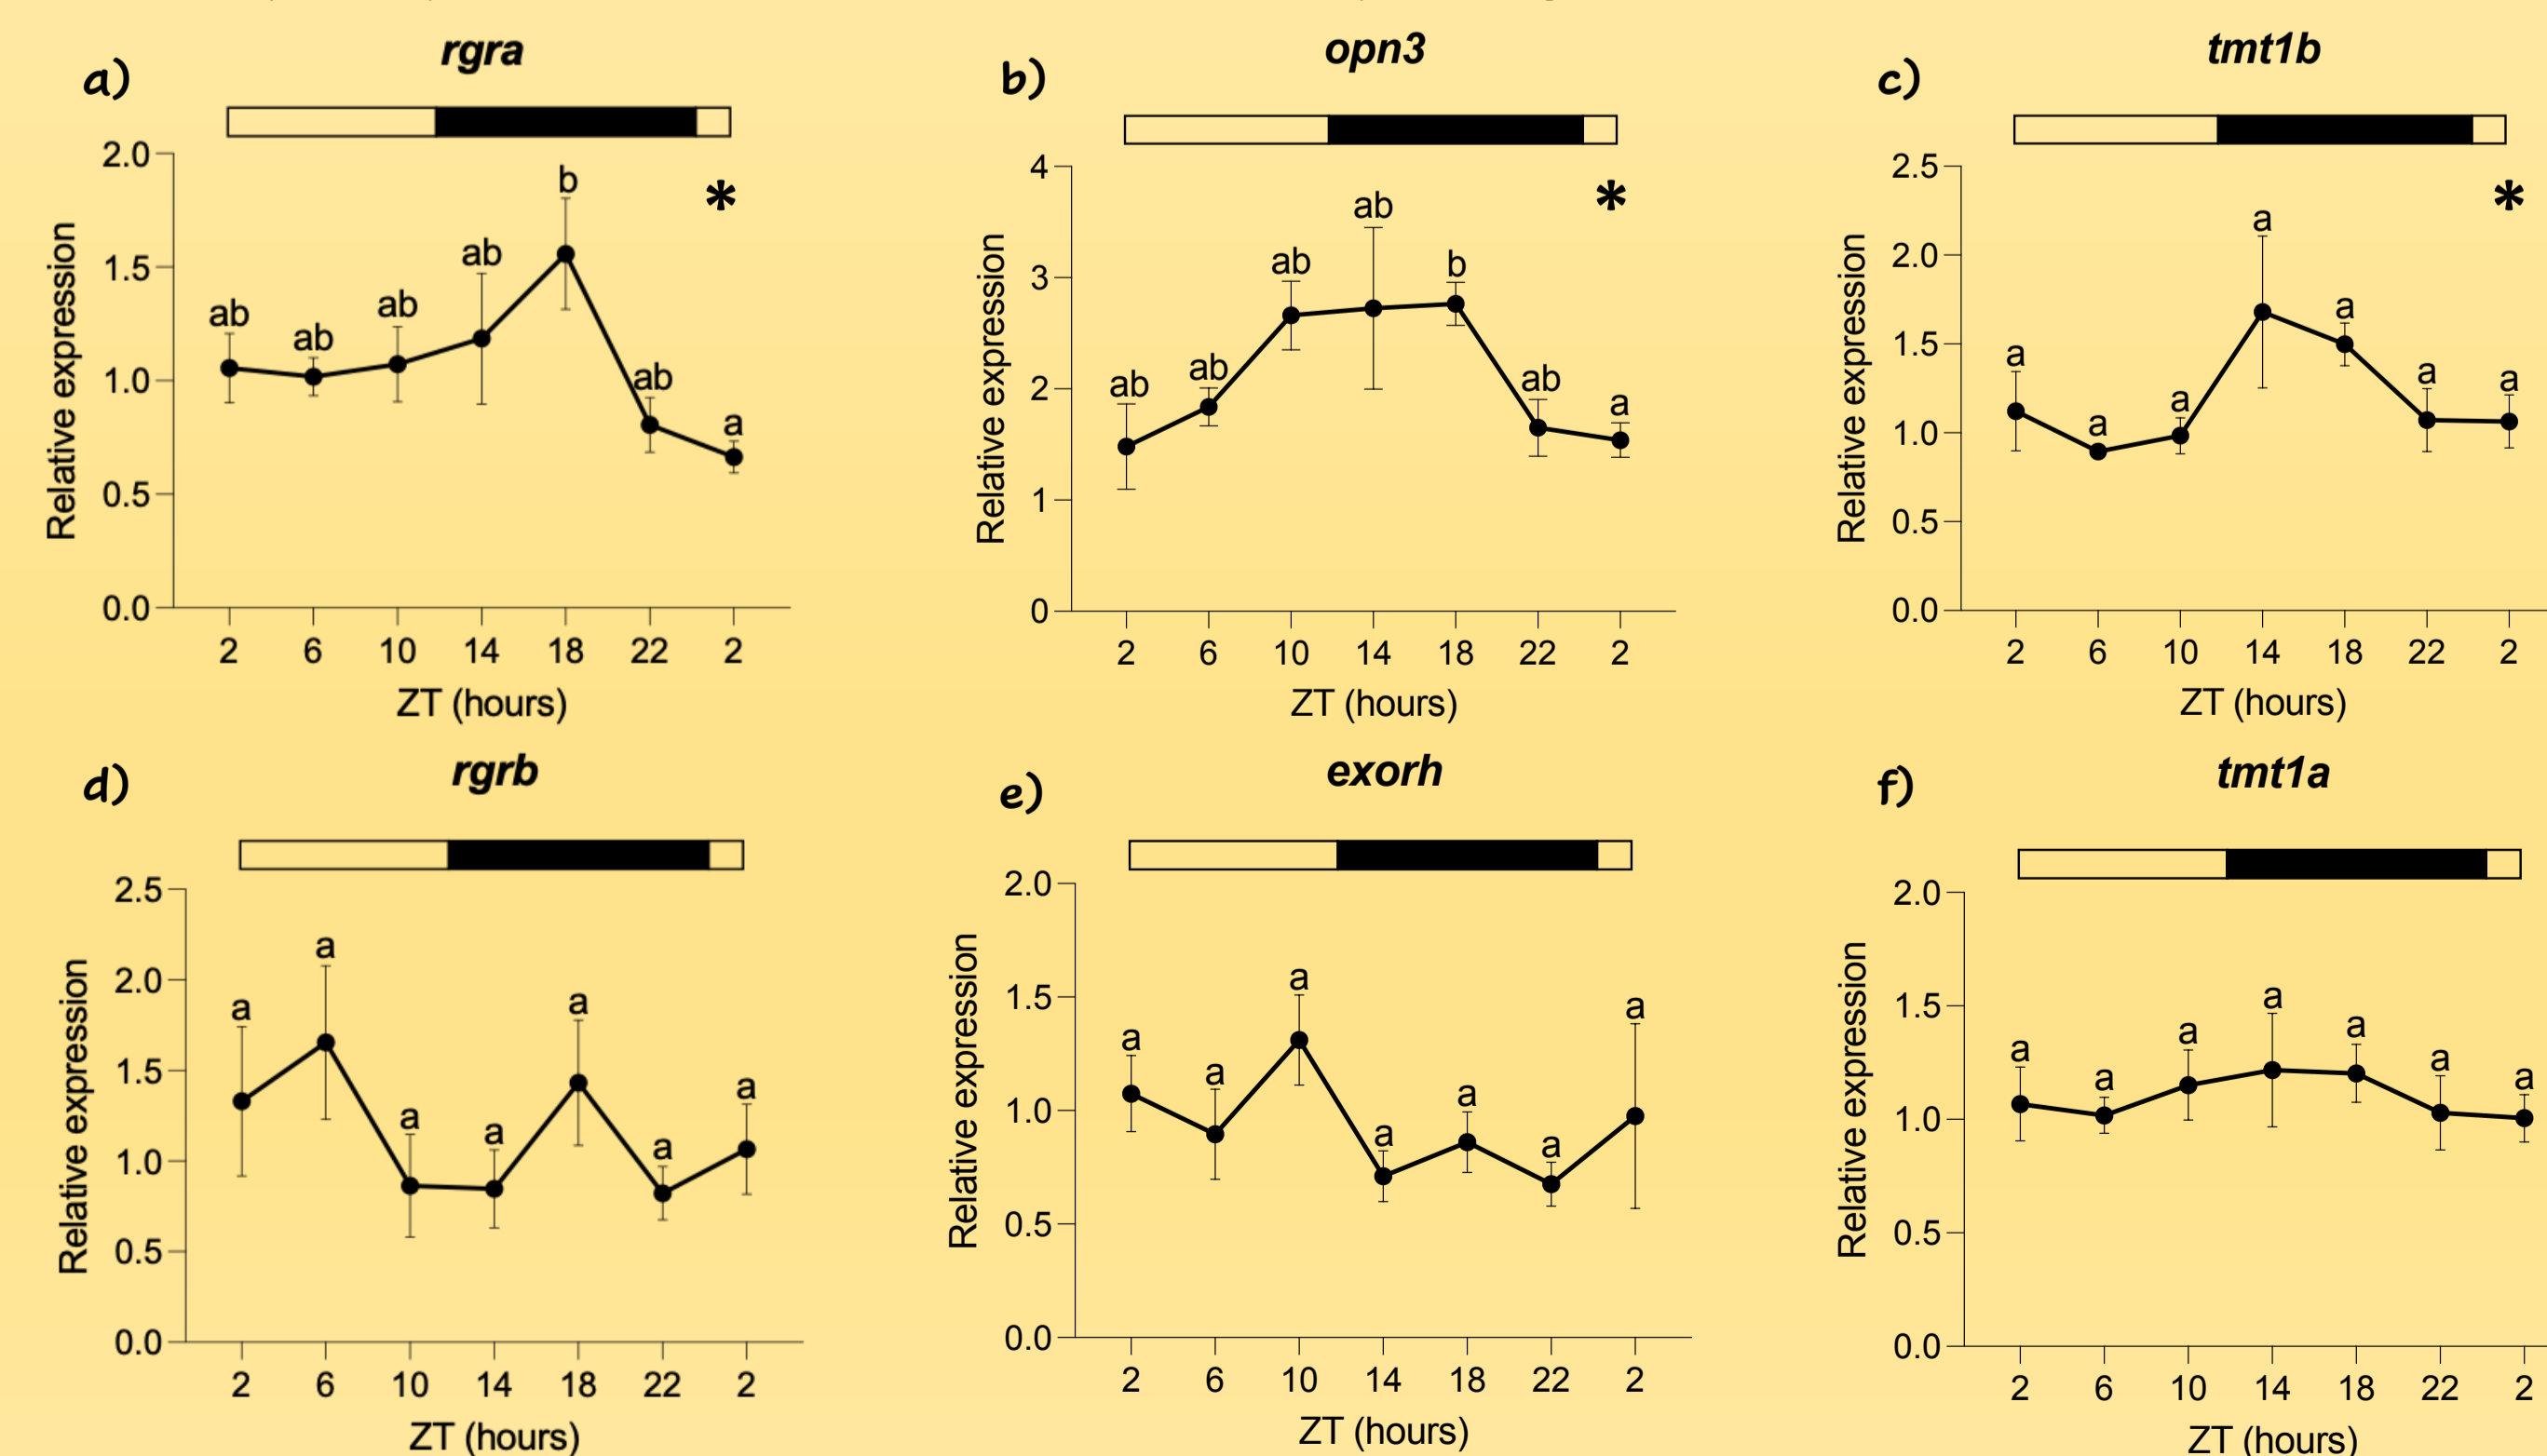 a)
rgra
*
2.0
1.5
1.0
0.5
0.0
ab
ab
ab
ab
b
ab
a
2 6 10 14 18 22 2
Relative expression
ZT (hours)
b)
opn3
*
4
3
2
1
0
ab
ab
ab
ab
b
ab
a
2 6 10 14 18 22 2
Relative expression
ZT (hours)
c)
tmt1b
*
2.5
2.0
1.5
1.0
0.5
0.0
a
a
a
a
a
a
a
2 6 10 14 18 22 2
Relative expression
ZT (hours)
d)
rgrb
2.5
2.0
1.5
1.0
0.5
0.0
a
a
a
a
a
a
a
2 6 10 14 18 22 2
Relative expression
ZT (hours)
e)
exorh
2.0
1.5
1.0
0.5
0.0
a
a
a
a
a
a
a
2 6 10 14 18 22 2
Relative expression
ZT (hours)
f)
tmt1a
2.0
1.5
1.0
0.5
0.0
a
a
a
a
a
a
a
2 6 10 14 18 22 2
Relative expression
ZT (hours)